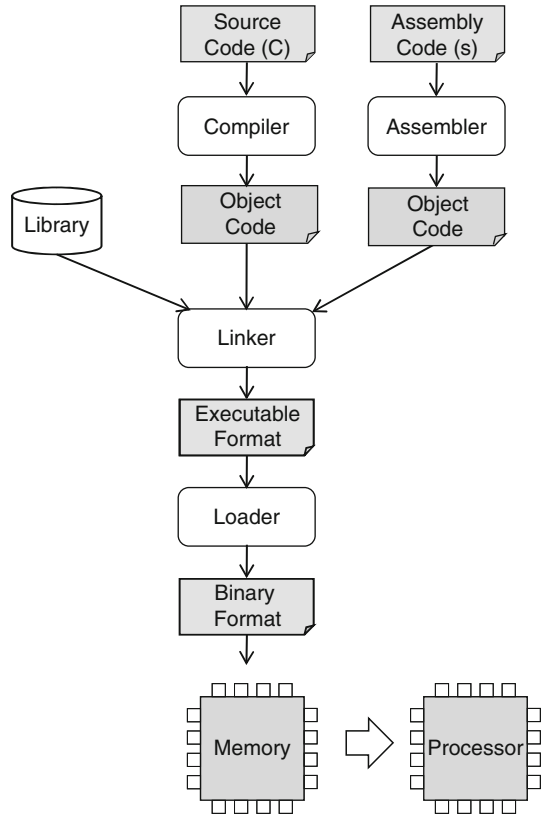 Source
Code (C)
Assembly
Code (s)
Compiler
Assembler
Library
Object
Code
Object
Code
Linker
Executable
Format
Loader
Binary
Format
Memory
Processor